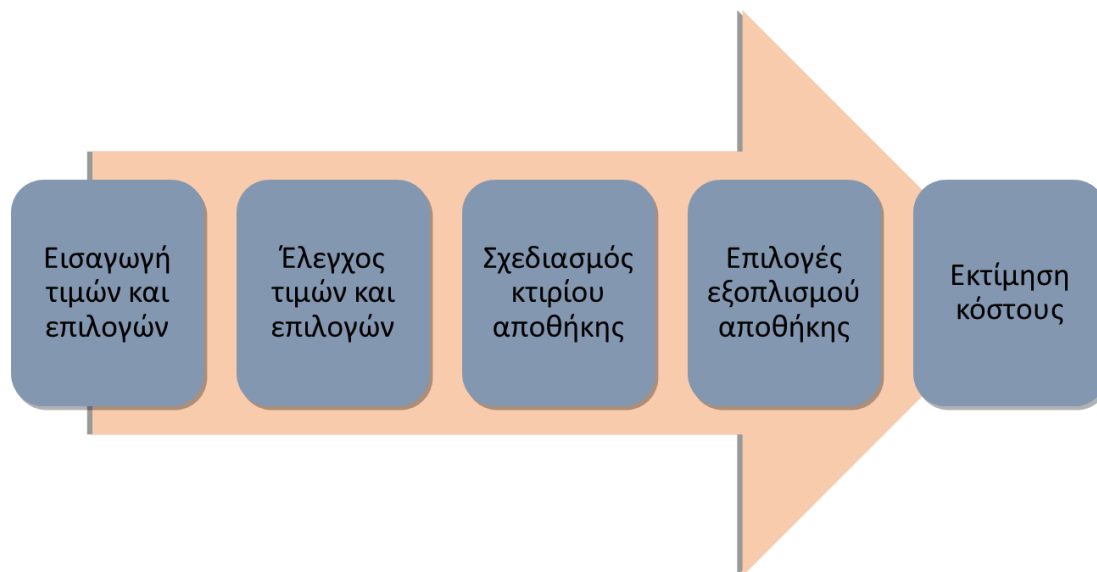 Εισαγωγή
τιμών και
επιλογών
Έλεγχος
τιμών και
επιλογών
Σχεδιασμός
κτιρίου
αποθήκης
Επιλογές
εξοπλισμού
αποθήκης
Εκτίμηση
κόστους